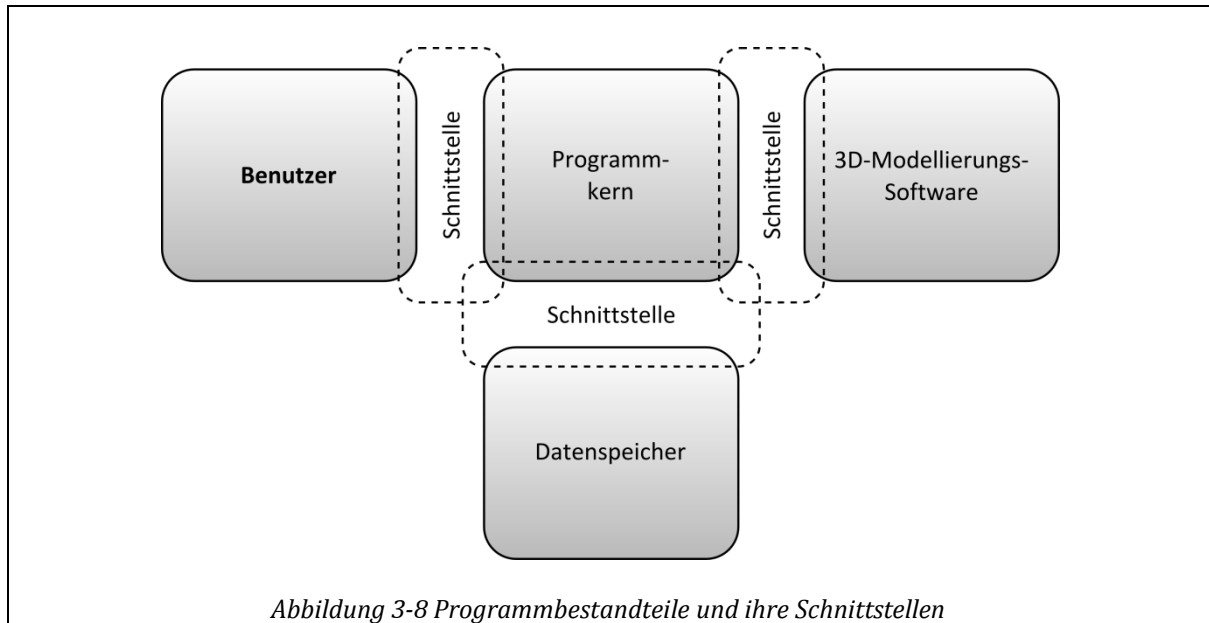 Benutzer
Schnittstelle
Programm-
kern
Schnittstelle
3D-Modellierungs-
Software
Schnittstelle
Datenspeicher
Abbildung 3-8 Programmbestandteile und ihre Schnittstellen